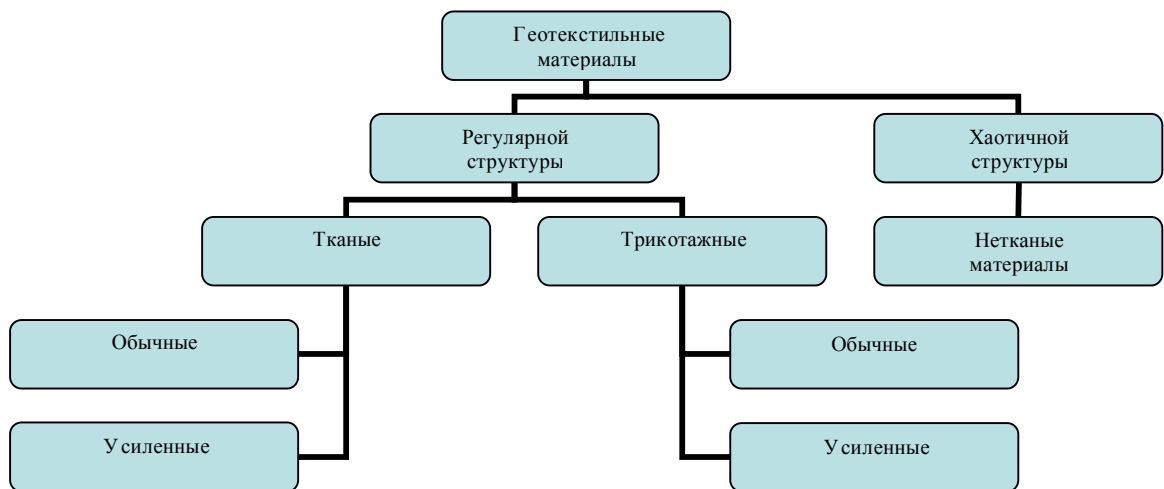 Геотекстильные
материалы
Регулярной
структуры
Хаотичной
структуры
Тканые
Трикотажные
Нетканые
материалы
Обычные
Обычные
Усиленные
Усиленные